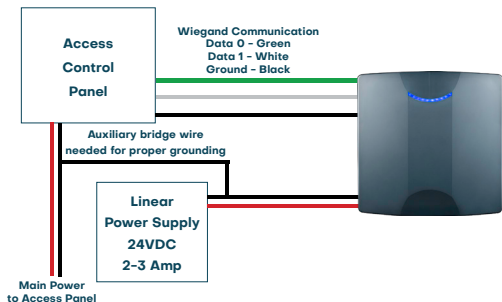 Access
Control
Panel
Wiegand Communication
Data 0 - Green
Data 1 - White
Ground - Black
Auxiliary bridge wire
needed for proper grounding
Linear
Power Supply
24VDC
2-3 Amp
Main Power
to Access Panel